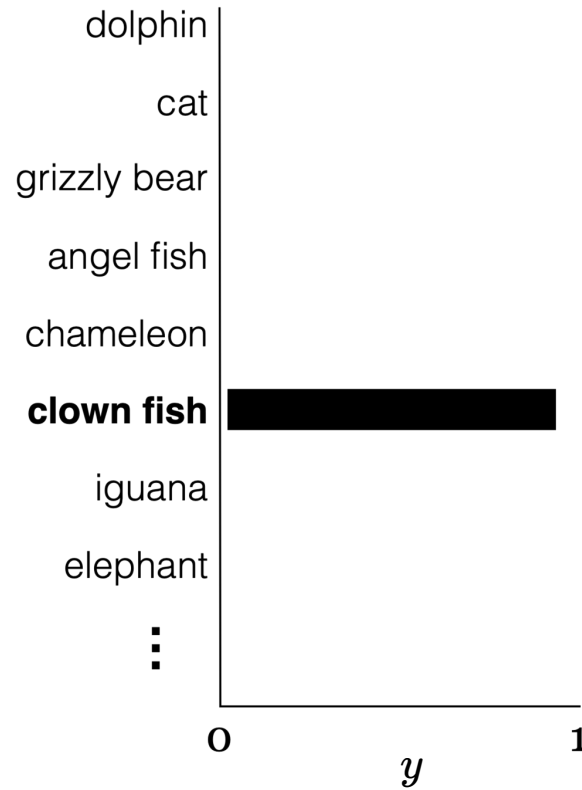 dolphin
cat
grizzly bear
angel fish
chameleon
clown fish
iguana
elephant
⋮
0 1
y